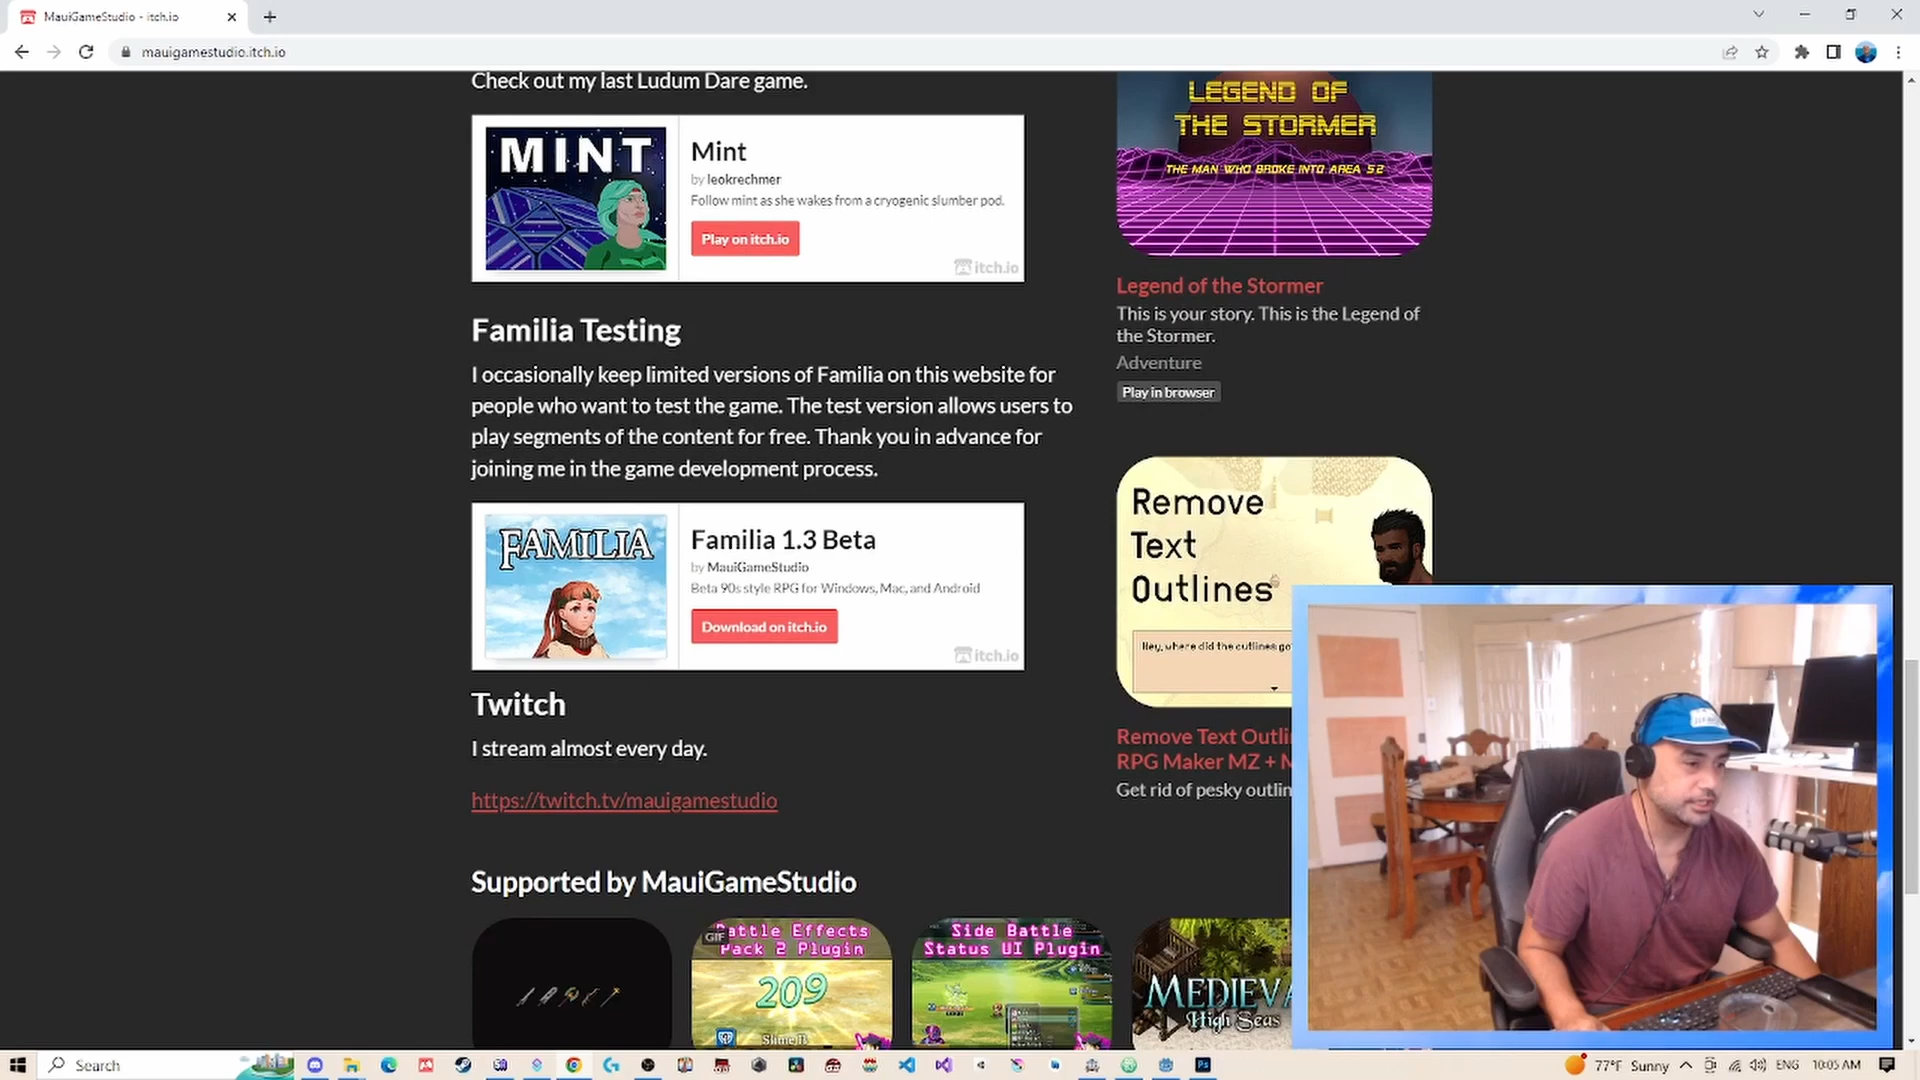 MauiGameStudio - itch.io
mauigamestudio.itch.io
Check out my last Ludum Dare game.
MINT
Mint
by leokrechmer
Follow mint as she wakes from a cryogenic slumber pod.
Play on itch.io
itch.io
Familia Testing
I occasionally keep limited versions of Familia on this website for
people who want to test the game. The test version allows users to
play segments of the content for free. Thank you in advance for
joining me in the game development process.
FAMILIA
Familia 1.3 Beta
by MauiGameStudio
Beta 90s style RPG for Windows, Mac, and Android
Download on itch.io
itch.io
Twitch
I stream almost every day.
https://twitch.tv/mauigamestudio
Supported by MauiGameStudio
GIF
Battle Effects
Pack 2 Plugin
209
Slime B
Side Battle
Status UI Plugin
MEDIEVA
High Seas
LEGEND OF
THE STORMER
THE MAN WHO BROKE INTO AREA 52
Legend of the Stormer
This is your story. This is the Legend of
the Stormer.
Adventure
Play in browser
Remove
Text
Outlines
Hey, where did the outlines go
Remove Text Outli
RPG Maker MZ + M
Get rid of pesky outlin
Search
77°F Sunny
ENG
10:05 AM